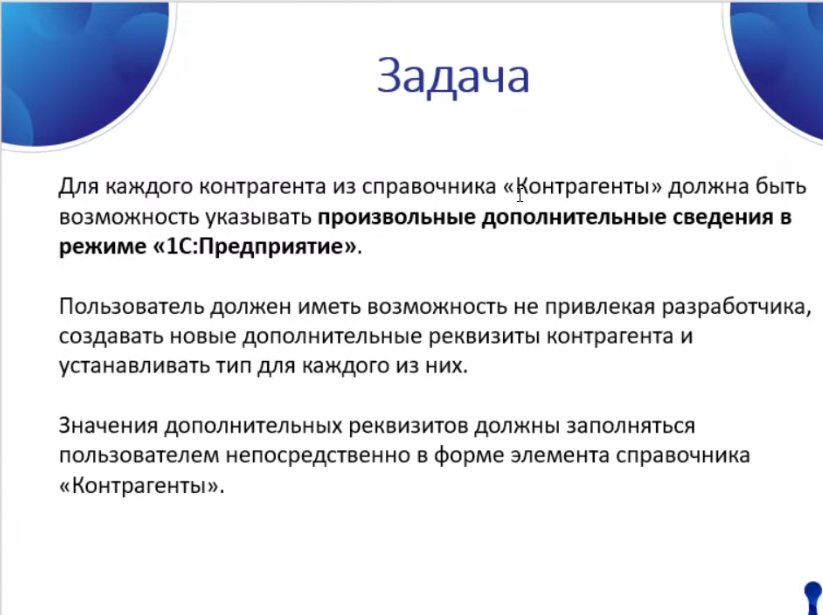 Задача
Для каждого контрагента из справочника «Контрагенты» должна быть
возможность указывать произвольные дополнительные сведения в
режиме «1С:Предприятие».
Пользователь должен иметь возможность не привлекая разработчика,
создавать новые дополнительные реквизиты контрагента и
устанавливать тип для каждого из них.
Значения дополнительных реквизитов должны заполняться
пользователем непосредственно в форме элемента справочника
«Контрагенты».